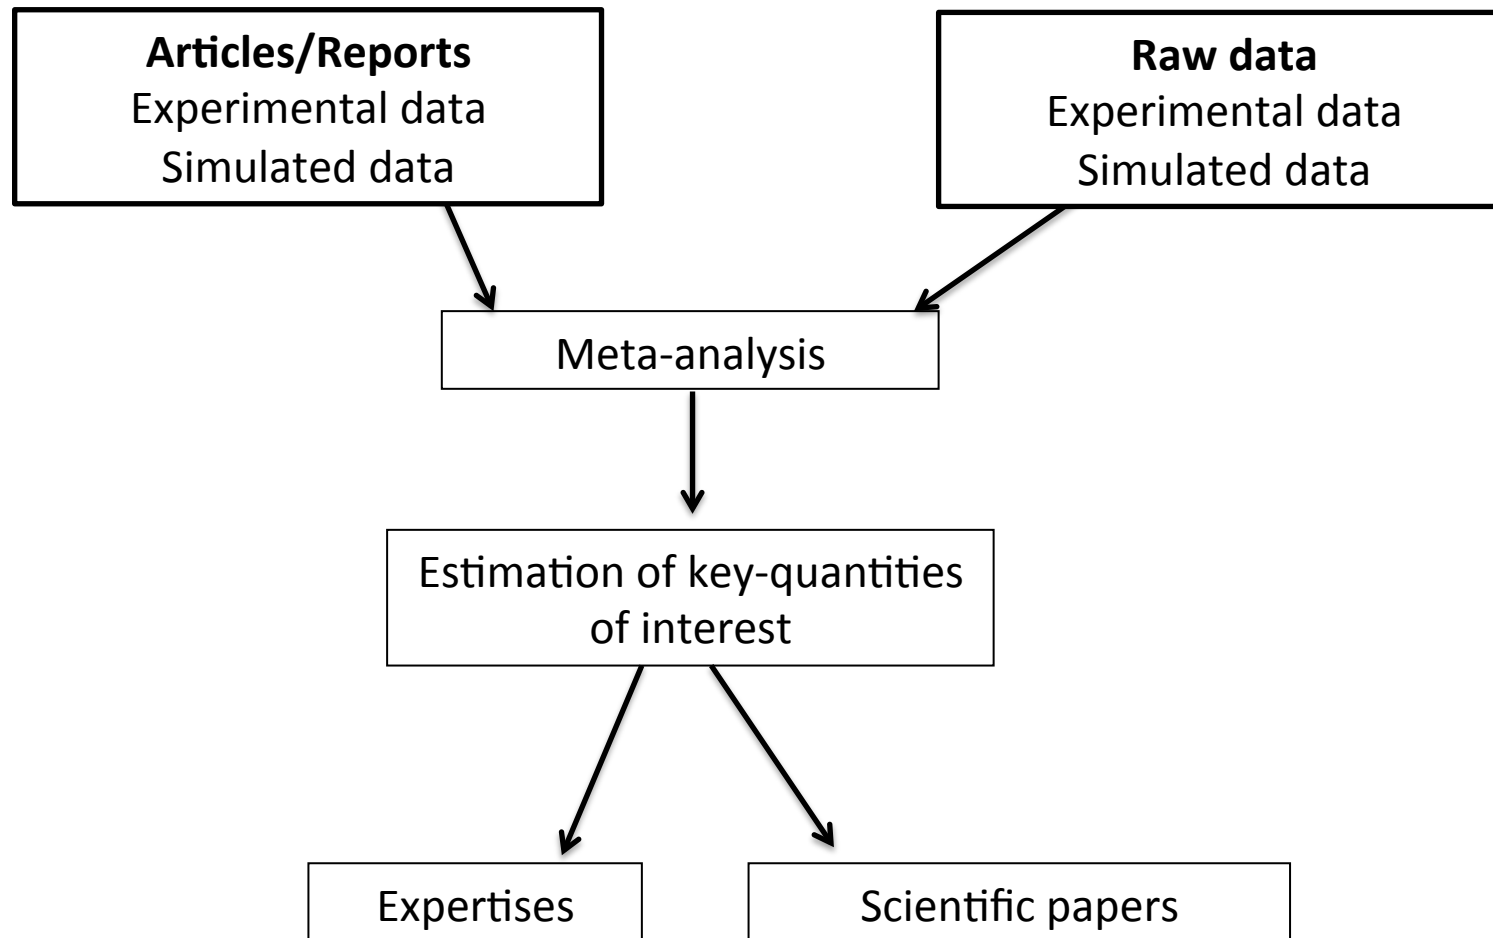 Articles/Reports
Experimental data
Simulated data
Raw data
Experimental data
Simulated data
Meta-analysis
Estimation of key-quantities
of interest
Expertises
Scientific papers